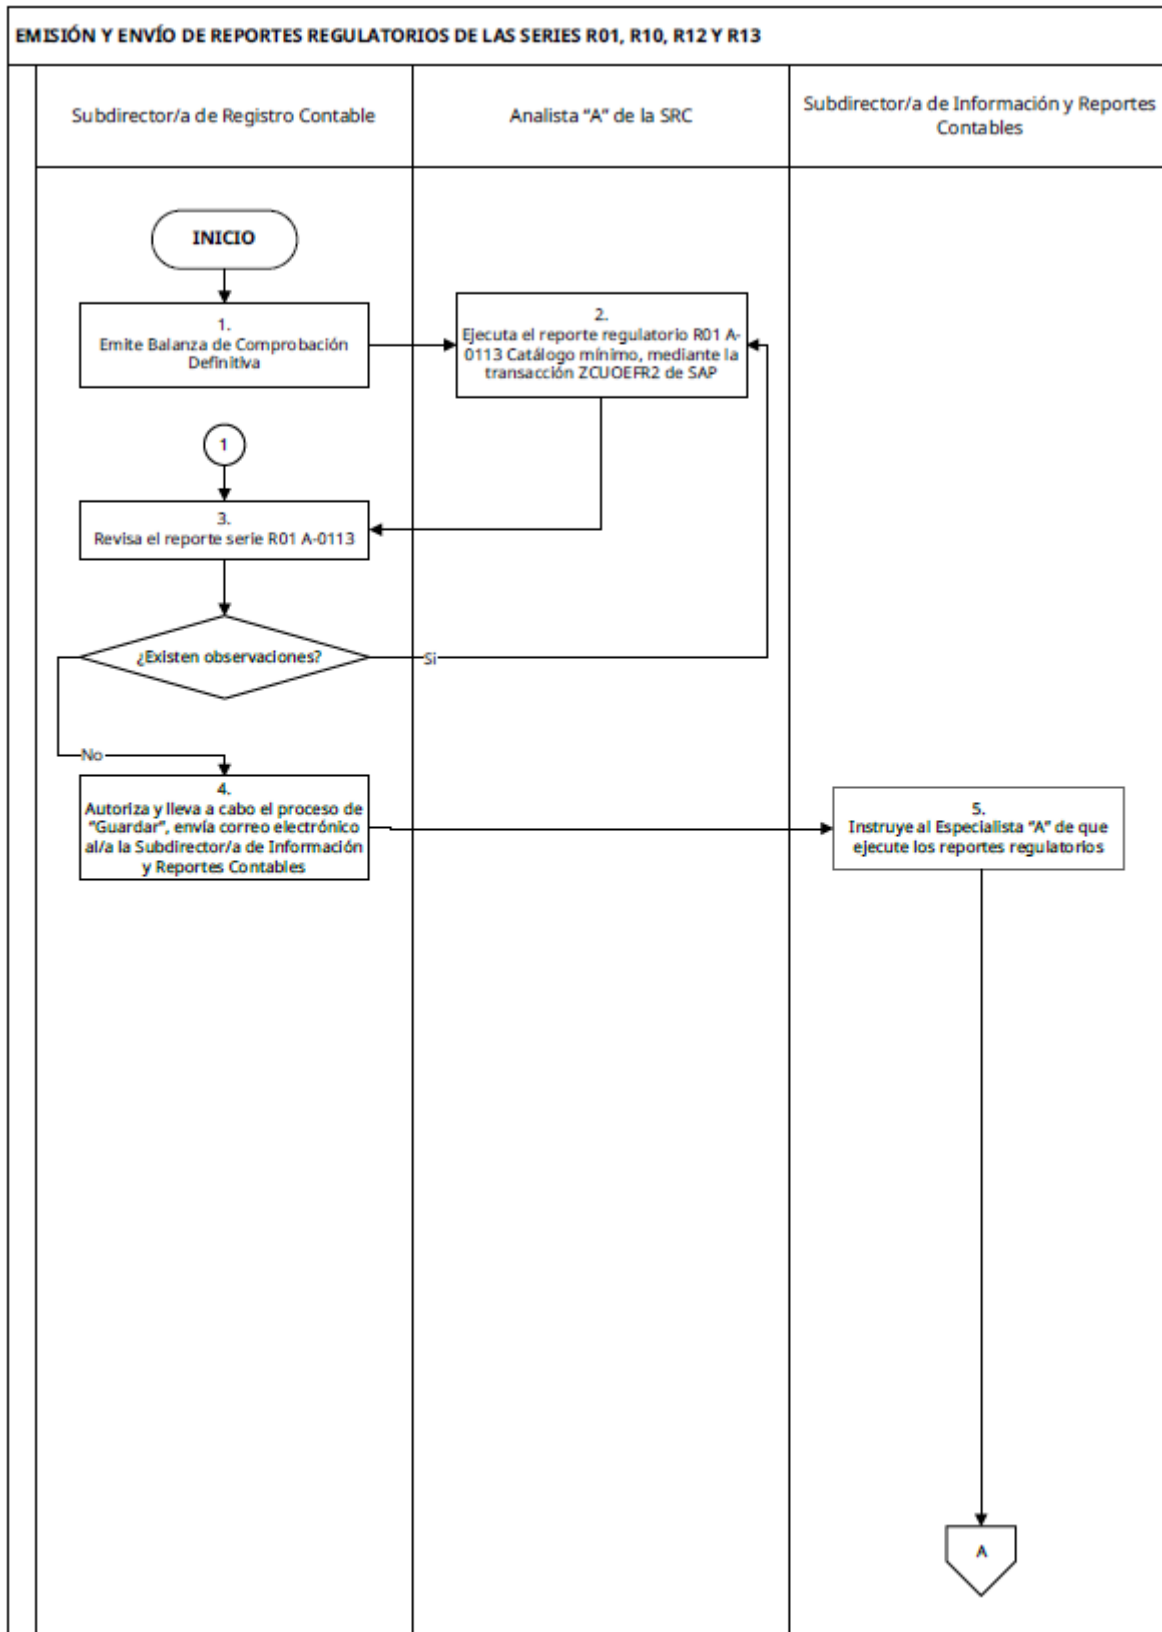 EMISIÓN Y ENVÍO DE REPORTES REGULATORIOS DE LAS SERIES R01, R10, R12 Y R13
Subdirector/a de Registro Contable
Analista "A" de la SRC
Subdirector/a de Información y Reportes
Contables
INICIO
1.
Emite Balanza de Comprobación
Definitiva
2.
Ejecuta el reporte regulatorio R01 A-
0113 Catálogo mínimo, mediante la
transacción ZCUOEFR2 de SAP
1
3.
Revisa el reporte serie R01 A-0113
¿Existen observaciones?
Si
No
4.
Autoriza y lleva a cabo el proceso de
"Guardar", envía correo electrónico
al/a la Subdirector/a de Información
y Reportes Contables
5.
Instruye al Especialista "A" de que
ejecute los reportes regulatorios
A